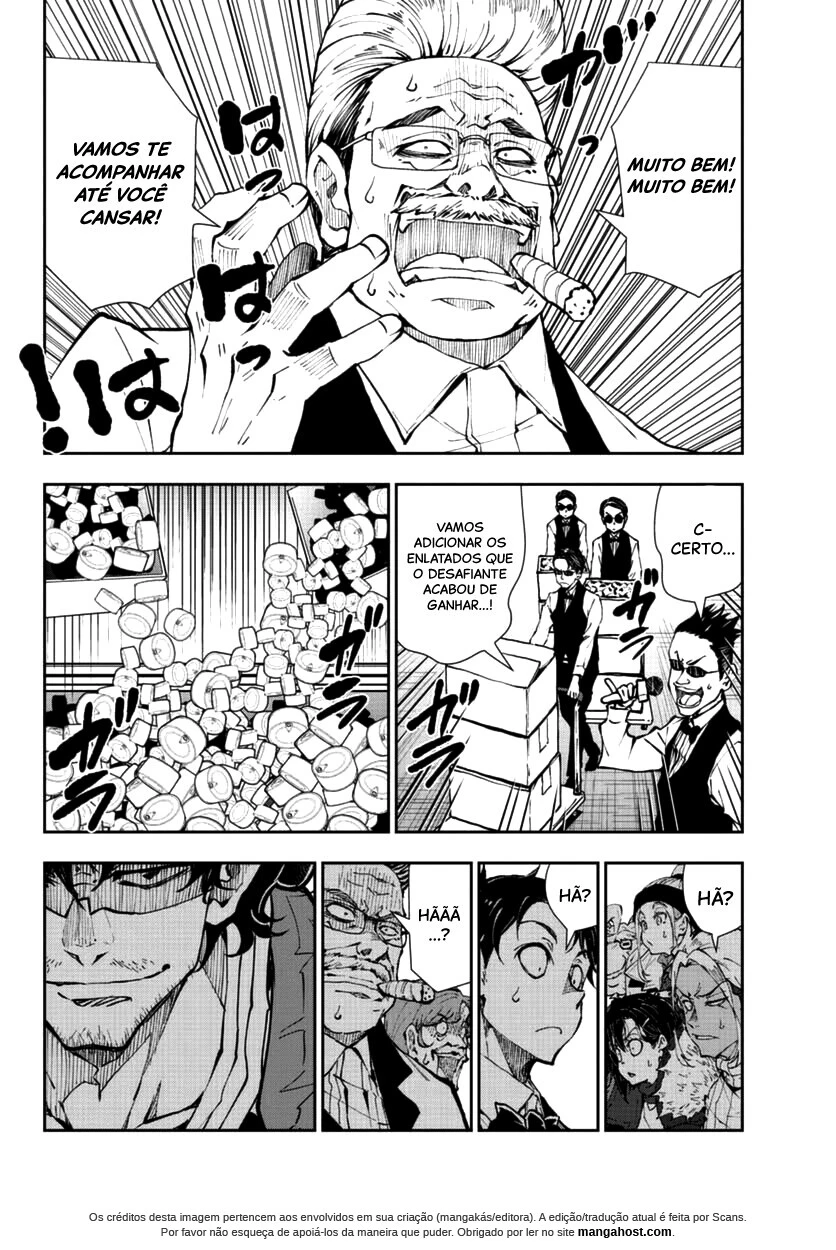 MUITO BEM!
MUITO BEM!
ガハ
はっ
はっ
は!!
VAMOS TE
ACOMPANHAR
ATÉ VOCÊ
CANSAR!
C-
CERTO...
VAMOS
ADICIONAR OS
ENLATADOS QUE
O DESAFIANTE
ACABOU DE
GANHAR...!
ガラ
ガラ
ガラ
ガラ
HÃ?
HÃ?
HÃÃÃ
...?
Os créditos desta imagem pertencem aos envolvidos em sua criação (mangakás/editora). A edição/tradução atual é feita por Scans.
Por favor não esqueça de apoiá-los da maneira que puder. Obrigado por ler no site mangahost.com.